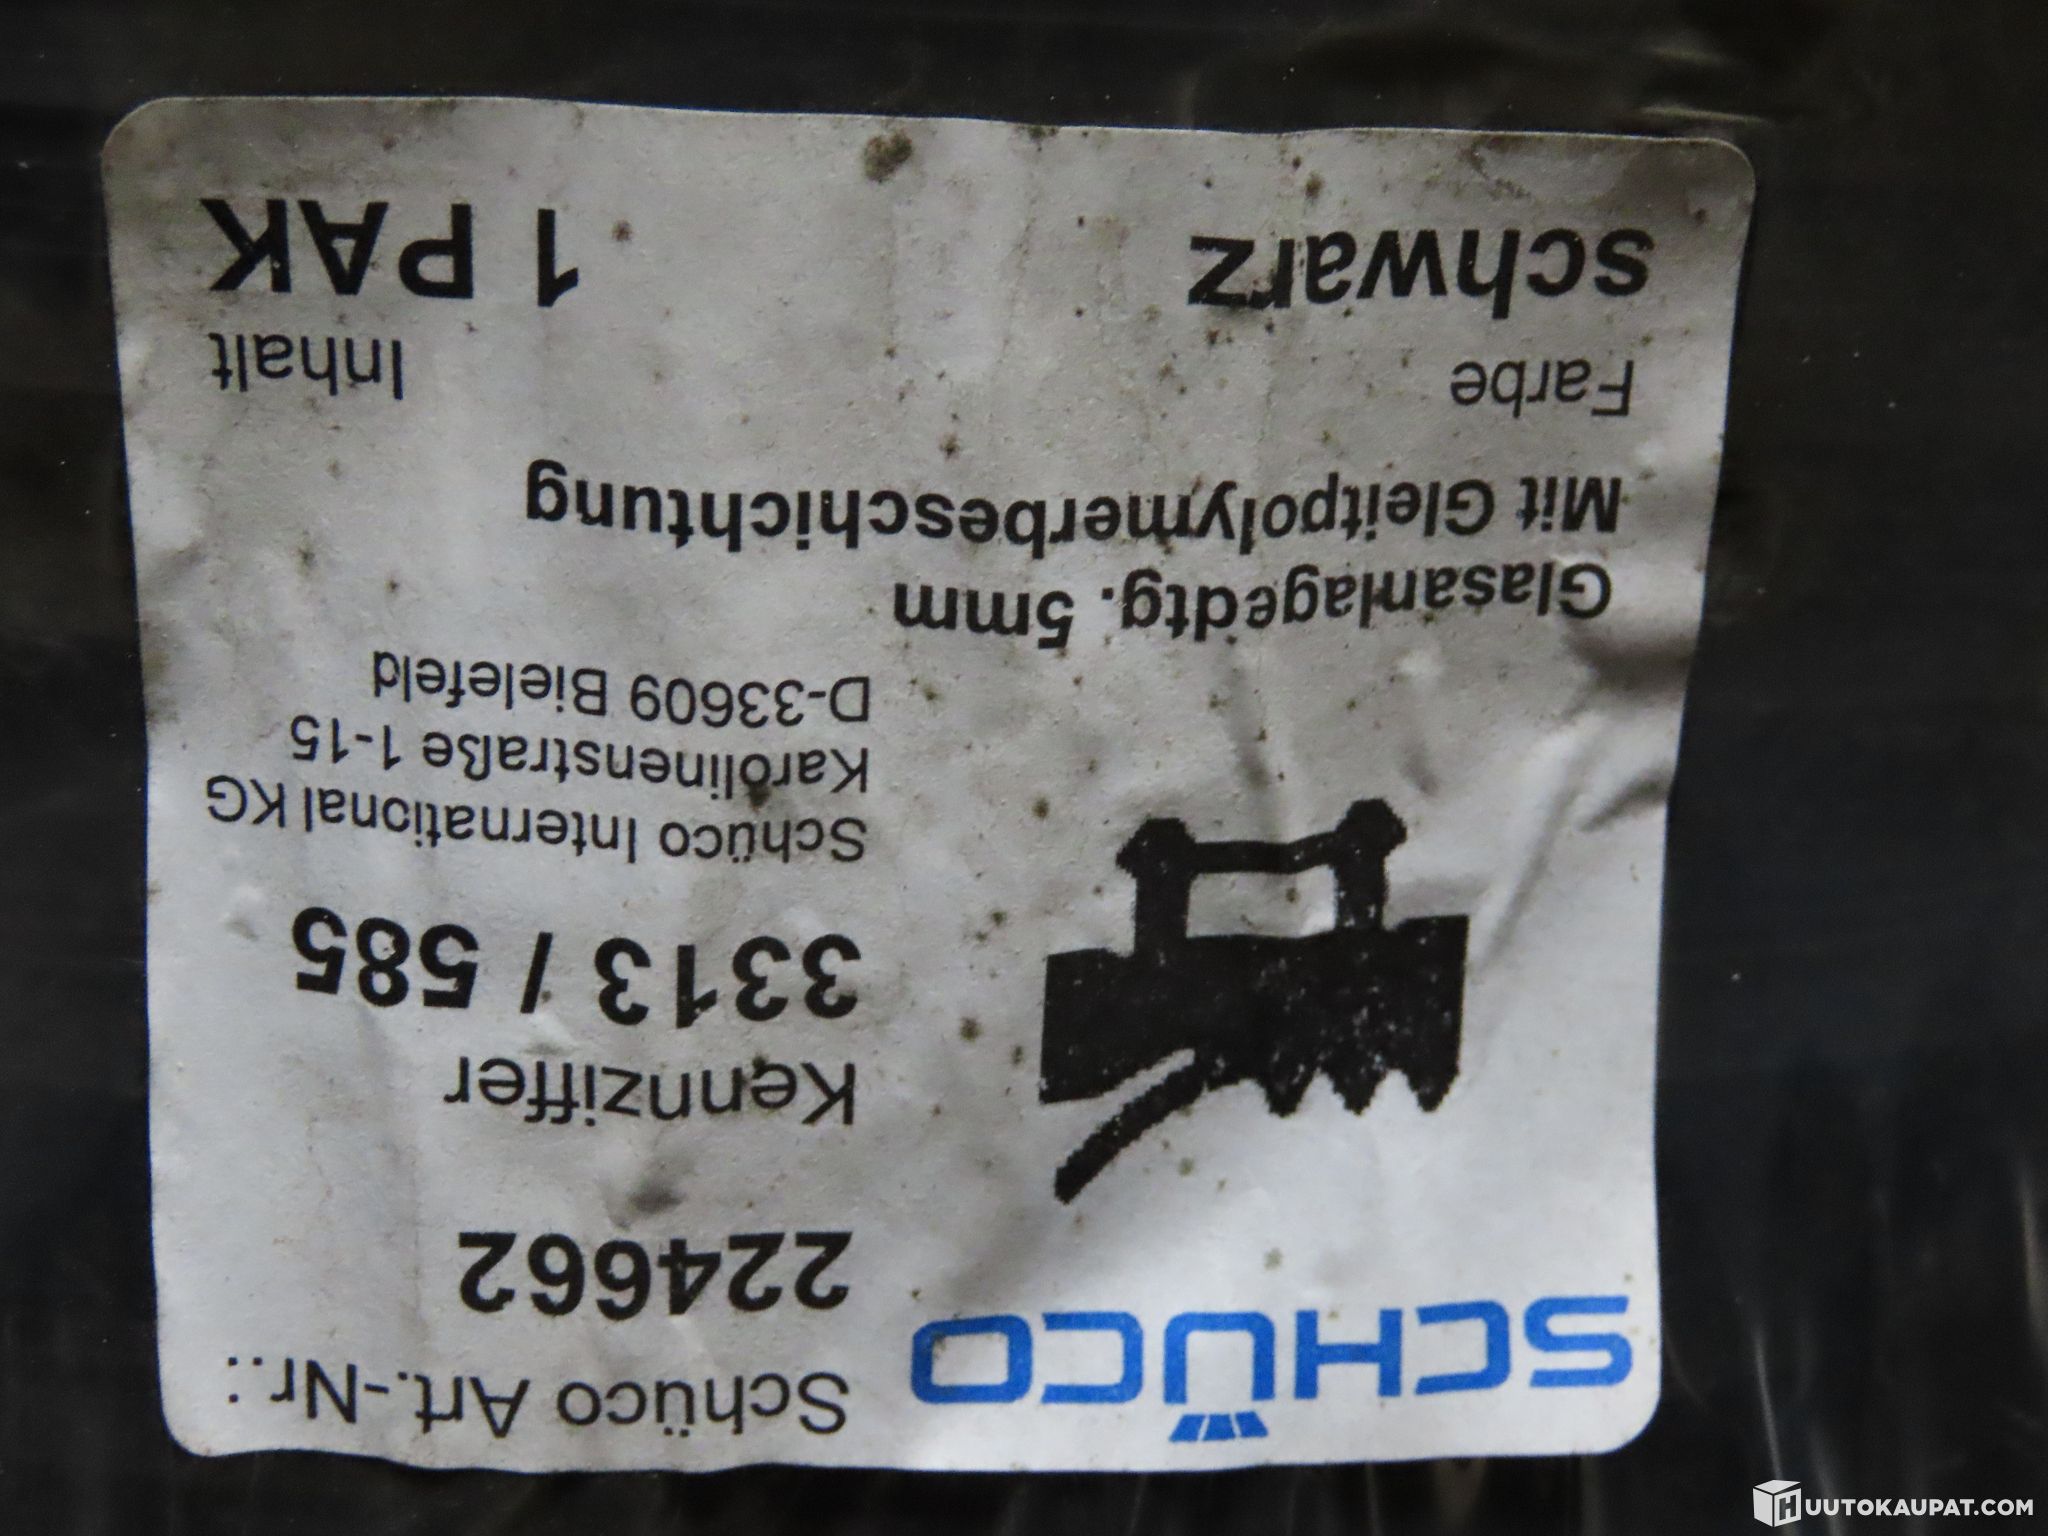 SCHÜCO
Schüco Art.-Nr.:
224662
Kennziffer
3313 / 585
Schüco International KG
Karolinenstraße 1-15
D-33609 Bielefeld
Glasanlagedtg. 5mm
Mit Gleitpolymerbeschichtung
Farbe
schwarz
Inhalt
1 PAK
HUUTOKAUPAT.COM